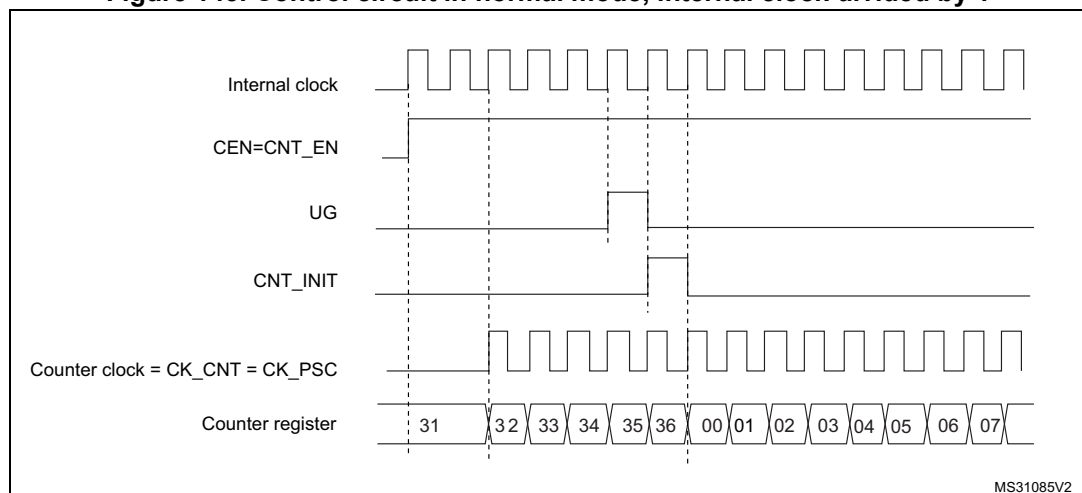 Internal clock
CEN=CNT_EN
UG
CNT_INIT
Counter clock = CK_CNT = CK_PSC
Counter register 31 32 33 34 35 36 00 01 02 03 04 05 06 07
MS31085V2